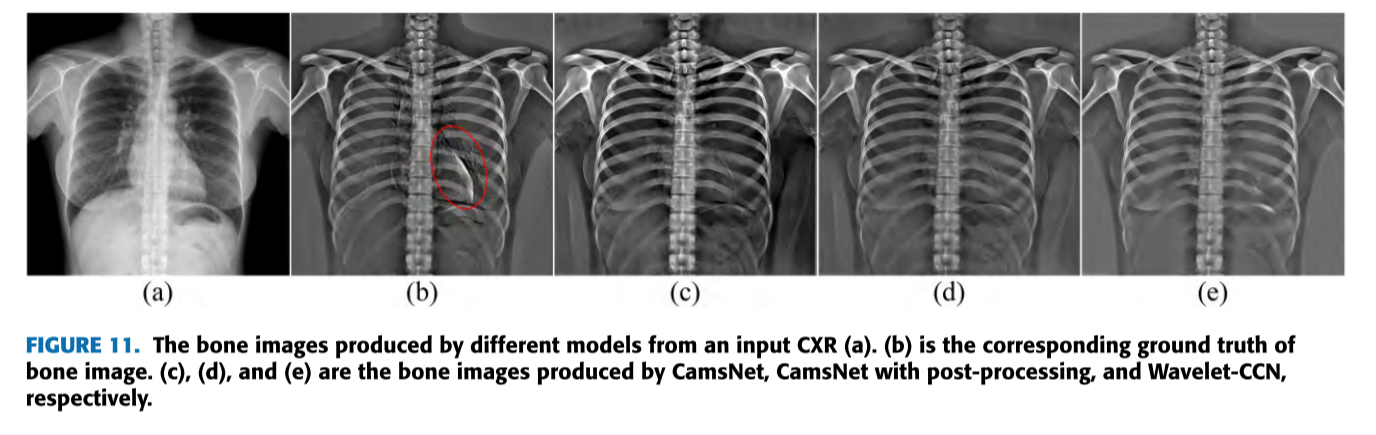 (a) (b) (c) (d) (e)
FIGURE 11. The bone images produced by different models from an input CXR (a). (b) is the corresponding ground truth of
bone image. (c), (d), and (e) are the bone images produced by CamsNet, CamsNet with post-processing, and Wavelet-CCN,
respectively.